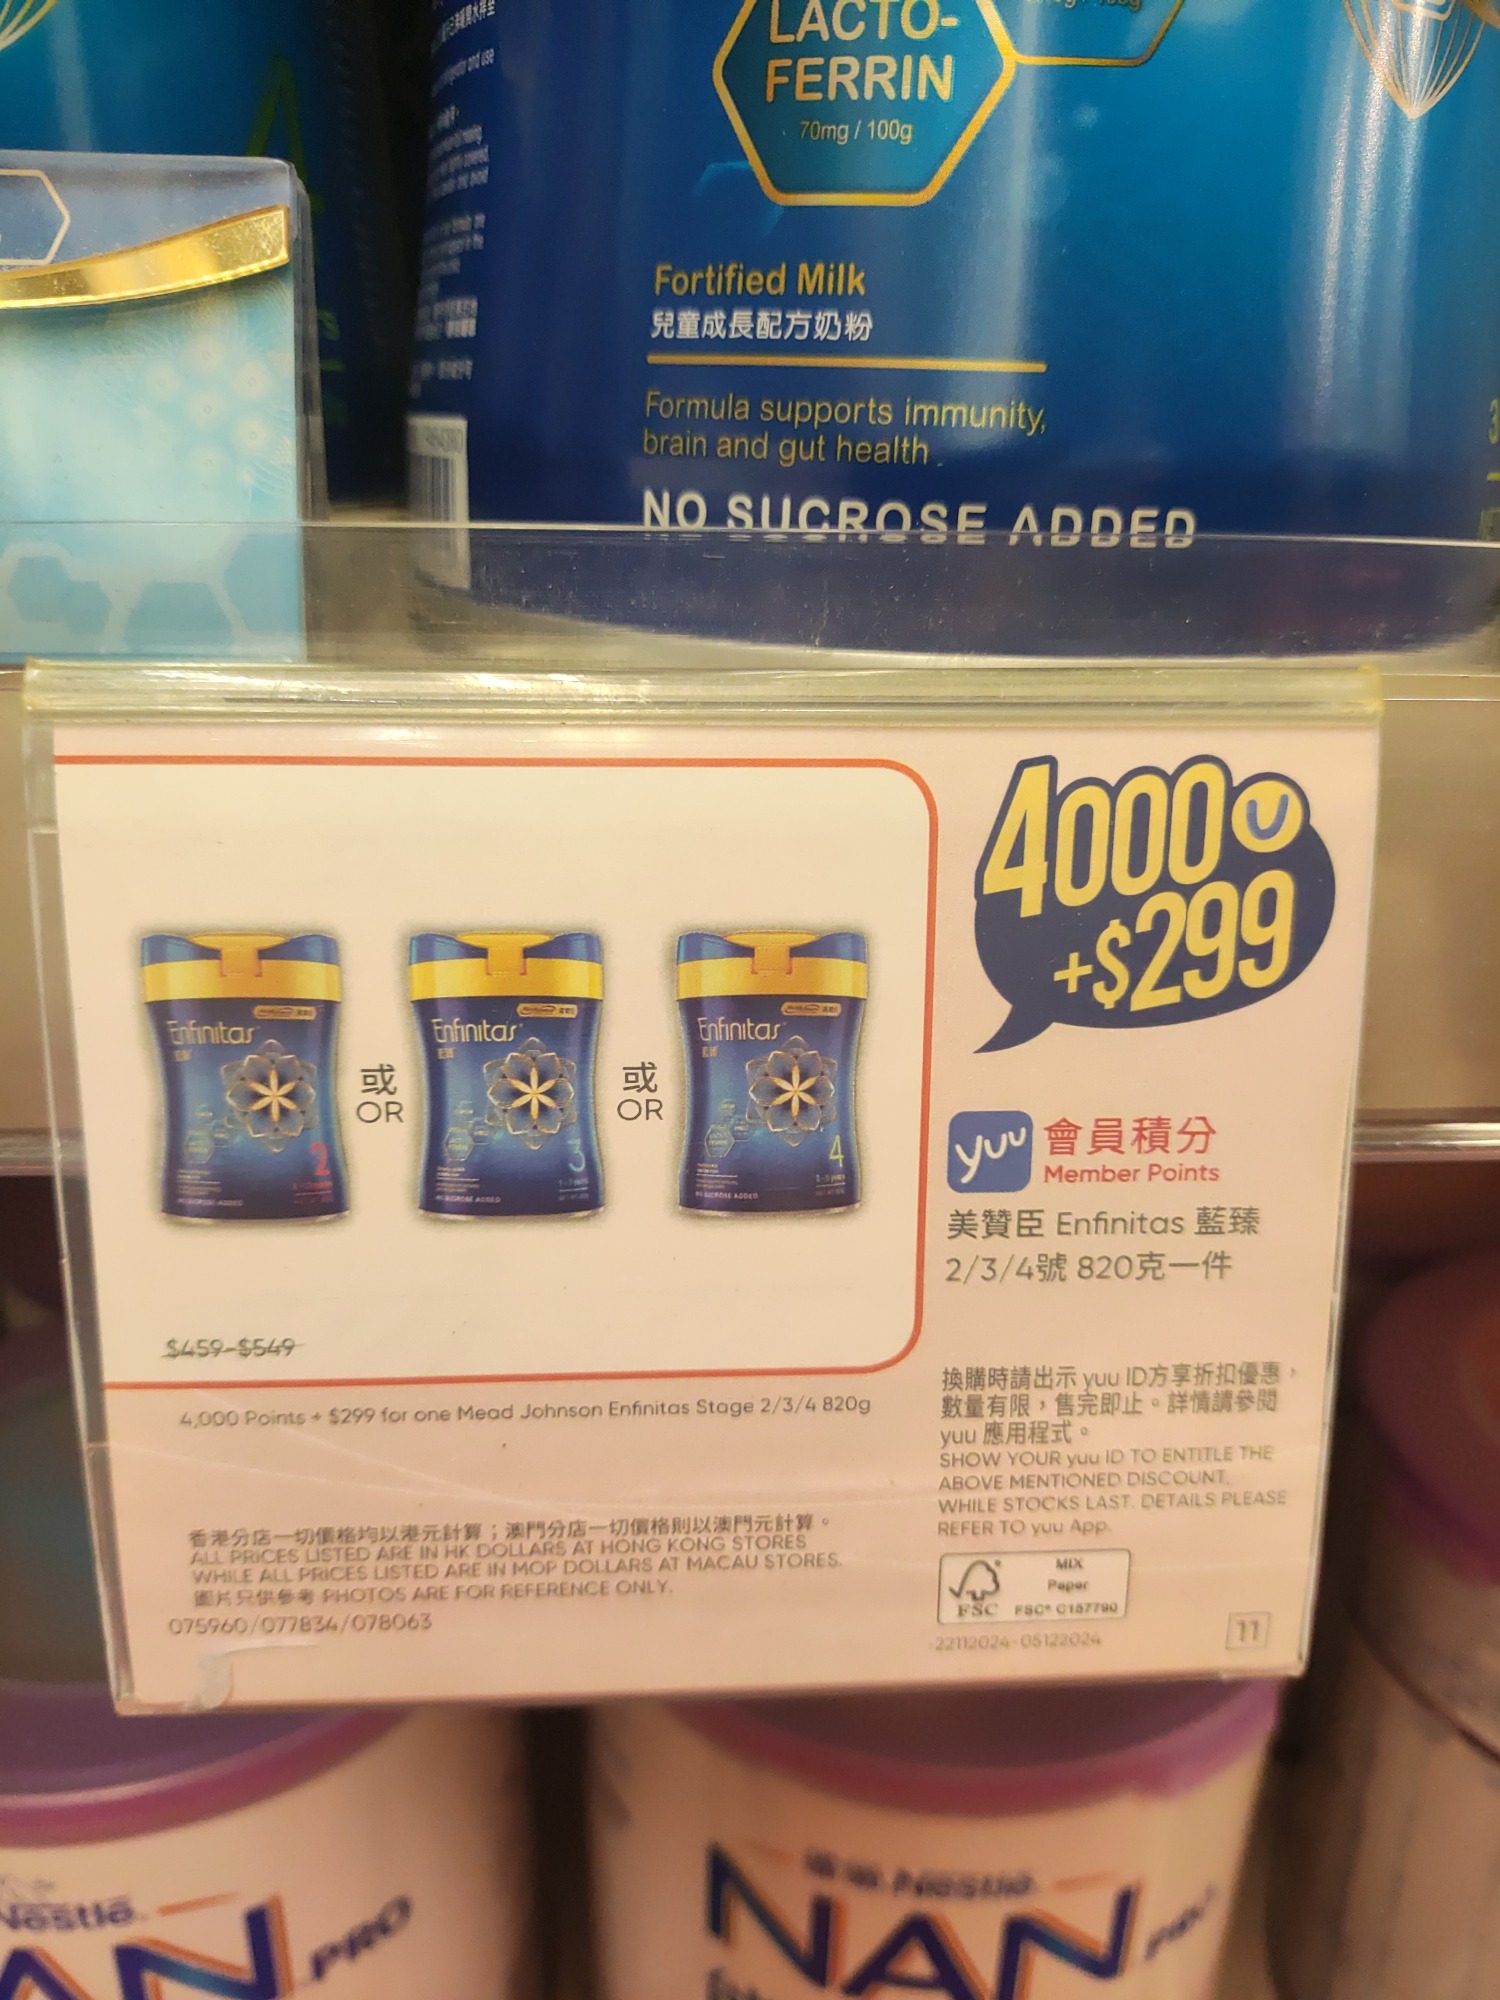 LACTO-
FERRIN
70mg / 100g
Fortified Milk
兒童成長配方奶粉
Formula supports immunity,
brain and gut health
NO SUCROSE ADDED
4000
+$299
Enfinitas
2
或
OR
Enfinitas
3
或
OR
Enfinitas
4
yuu 會員積分
Member Points
美贊臣 Enfinitas 藍臻
2/3/4號 820克一件
$459-$549
4,000 Points + $299 for one Mead Johnson Enfinitas Stage 2/3/4 820g
換購時請出示 yuu ID方享折扣優惠，
數量有限，售完即止。詳情請參閱
yuu 應用程式。
SHOW YOUR yuu ID TO ENTITLE THE
ABOVE MENTIONED DISCOUNT.
WHILE STOCKS LAST. DETAILS PLEASE
REFER TO yuu App.
香港分店一切價格均以港元計算；澳門分店一切價格則以澳門元計算。
ALL PRICES LISTED ARE IN HK DOLLARS AT HONG KONG STORES
WHILE ALL PRICES LISTED ARE IN MOP DOLLARS AT MACAU STORES.
圖片只供參考 PHOTOS ARE FOR REFERENCE ONLY.
075960/077834/078063
FSC
MIX
Paper
FSC® C157790
22112024-05122024
11
Nestlé
AN PRO
Nestlé
NAN PRO